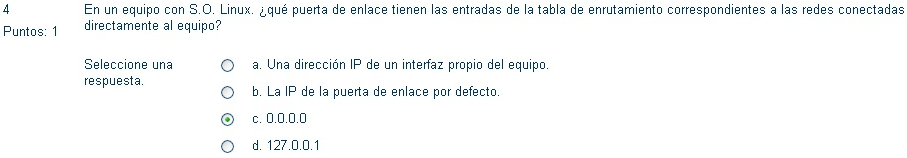 4
Puntos: 1
En un equipo con S.O. Linux. ¿qué puerta de enlace tienen las entradas de la tabla de enrutamiento correspondientes a las redes conectadas
directamente al equipo?
Seleccione una
respuesta.
a. Una dirección IP de un interfaz propio del equipo.
b. La IP de la puerta de enlace por defecto.
c. 0.0.0.0
d. 127.0.0.1